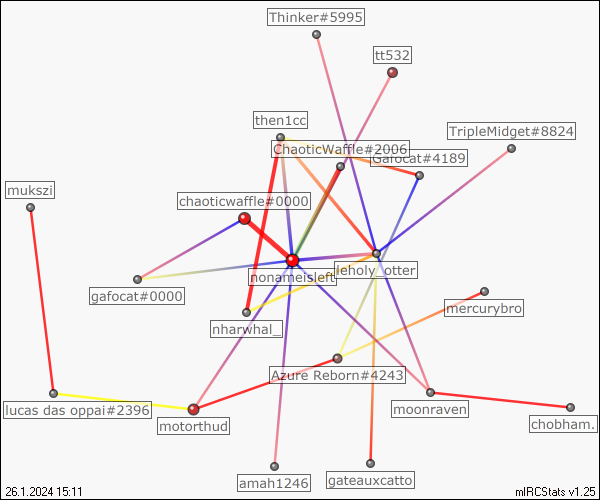 Thinker#5995
tt532
then1cc
TripleMidget#8824
ChaoticWaffle#2006
Gafocat#4189
mukszi
chaoticwaffle#0000
leholy_otter
nonameisleft
gafocat#0000
mercurybro
nharwhal_
Azure Reborn#4243
lucas das oppai#2396
moonraven
motorthud
chobham.
amah1246
gateauxcatto
26.1.2024 15:11
mIRCStats v1.25